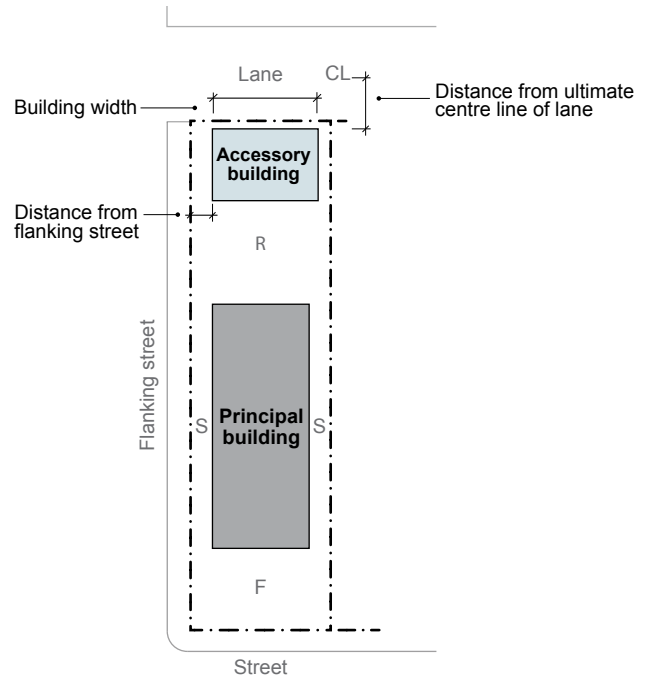 Lane
CL
Building width
Distance from ultimate
centre line of lane
Accessory
building
Distance from
flanking street
R
Flanking street
S
Principal
building
S
F
Street